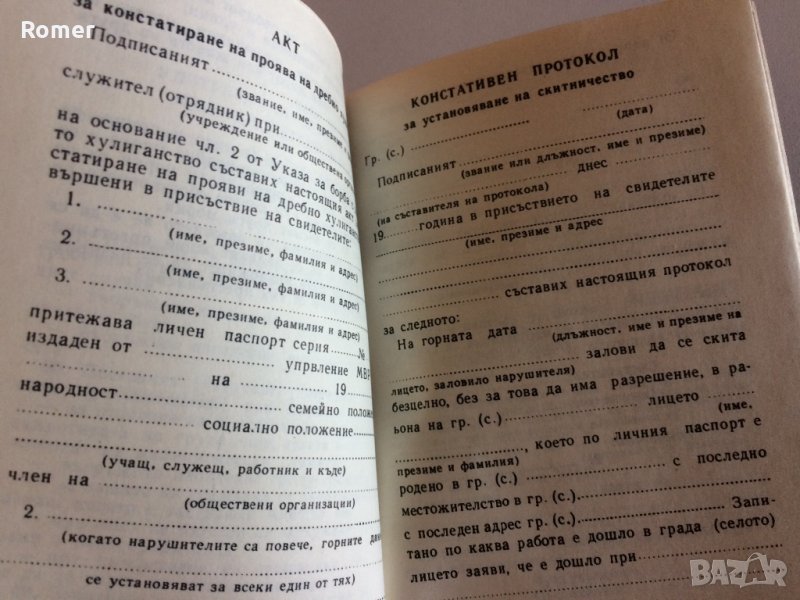 Romer
АКТ
за констатиране на проява на дребно
Подписаният
(звание, име, презиме
служител (отрядник) при
(учреждение или обществена
на основание чл. 2 от Указа за борба
то хулиганство съставих настоящия акт
статиране на прояви на дребно хулиганс
вършени в присъствие на свидетелите:
1.
(име, презиме, фамилия и адрес)
2.
(име, презиме, фамилия и адрес)
3.
(име, презиме, фамилия и адрес)
притежава личен паспорт серия №
издаден от упрвление МВР
на 19
народност семейно положен
социално положение
(учащ, служещ, работник и къде)
член на
(обществени организации)
2.
(когато нарушителите са повече, горните дан
се установяват за всеки един от тях)
КОНСТАТИВЕН ПРОТОКОЛ
за установяване на скитничество
Гр. (с.)
(дата)
Подписаният
(звание или длъжност, име и презиме)
днес
(на съставителя на протокола)
19 година в присъствието на свидетелите
(име, презиме и адрес)
съставих настоящия протокол
за следното:
На горната дата
(длъжност, име и презиме на
залови да се скита
лицето, заловило нарушителя)
безцелно, без за това да има разрешение, в ра-
ьона на гр. (с.) лицето
(име,
, което по личния паспорт е
презиме и фамилия)
родено в гр. (с.) с последно
местожителство в гр. (с.)
с последен адрес гр. (с.) Запи-
тано по каква работа е дошло в града (селото)
лицето заяви, че е дошло при
BAZAR